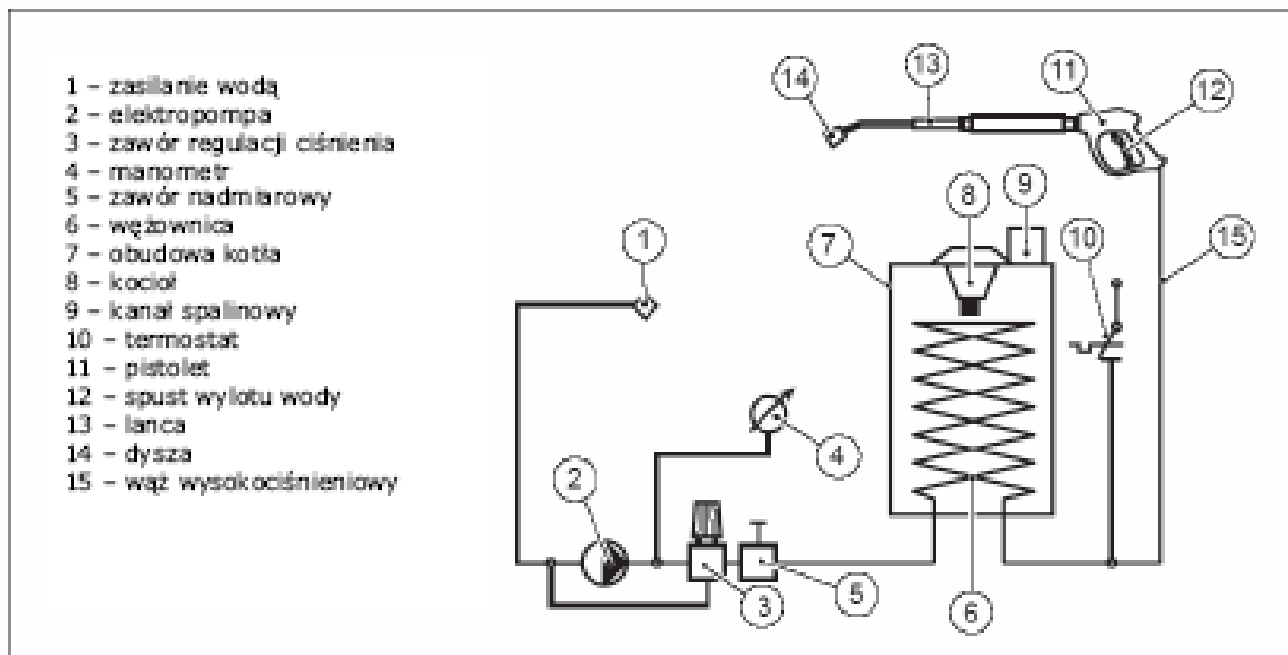 1 – zasilanie wodą
2 – elektropompa
3 – zawór regulacji ciśnienia
4 – manometr
5 – zawór nadmiarowy
6 – wężownica
7 – obudowa kotła
8 – kocioł
9 – kanał spalinowy
10 – termostat
11 – pistolet
12 – spust wylotu wody
13 – lanca
14 – dysza
15 – wąż wysokociśnieniowy
14
13
11
12
1
7
8
9
10
15
4
2
3
5
6